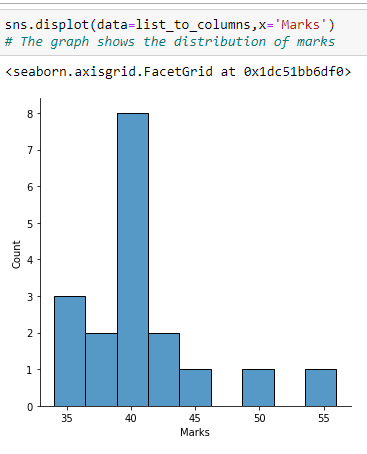 sns.displot(data=list_to_columns,x='Marks')
# The graph shows the distribution of marks
<seaborn.axisgrid.FacetGrid at 0x1dc51bb6df0>
8
7
6
5
4
3
2
1
0
Count
35 40 45 50 55
Marks